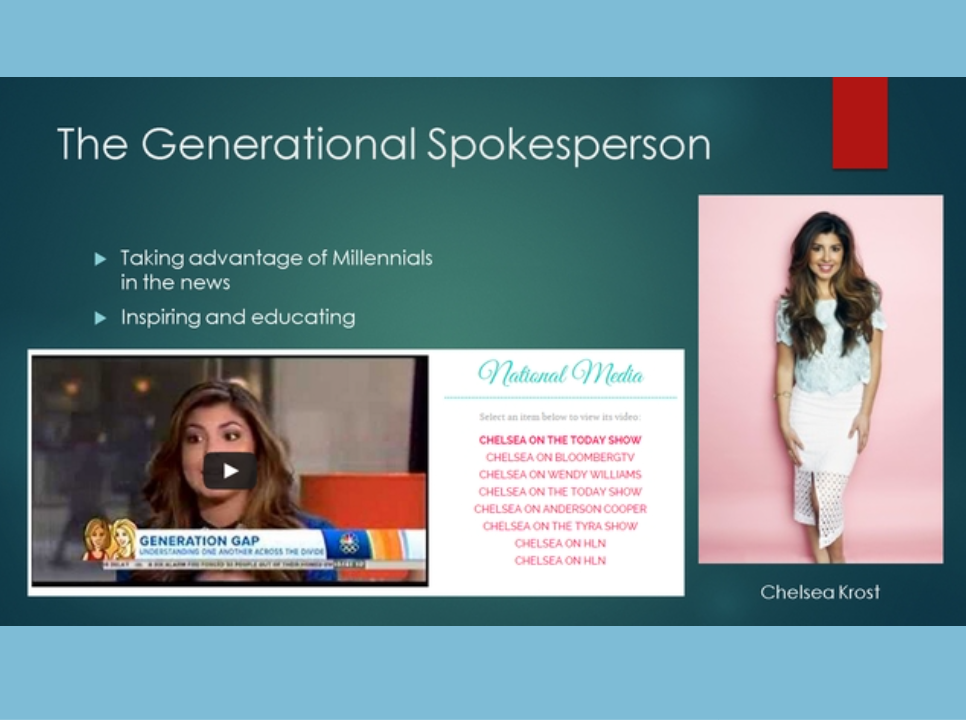 The Generational Spokesperson
Taking advantage of Millennials
in the news
Inspiring and educating
GENERATION GAP
UNDERSTANDING ONE ANOTHER ACROSS THE DIVIDE
National Media
Select an item below to view its video:
CHELSEA ON THE TODAY SHOW
CHELSEA ON BLOOMBERGTV
CHELSEA ON WENDY WILLIAMS
CHELSEA ON THE TODAY SHOW
CHELSEA ON ANDERSON COOPER
CHELSEA ON THE TYRA SHOW
CHELSEA ON HLN
CHELSEA ON HLN
Chelsea Krost